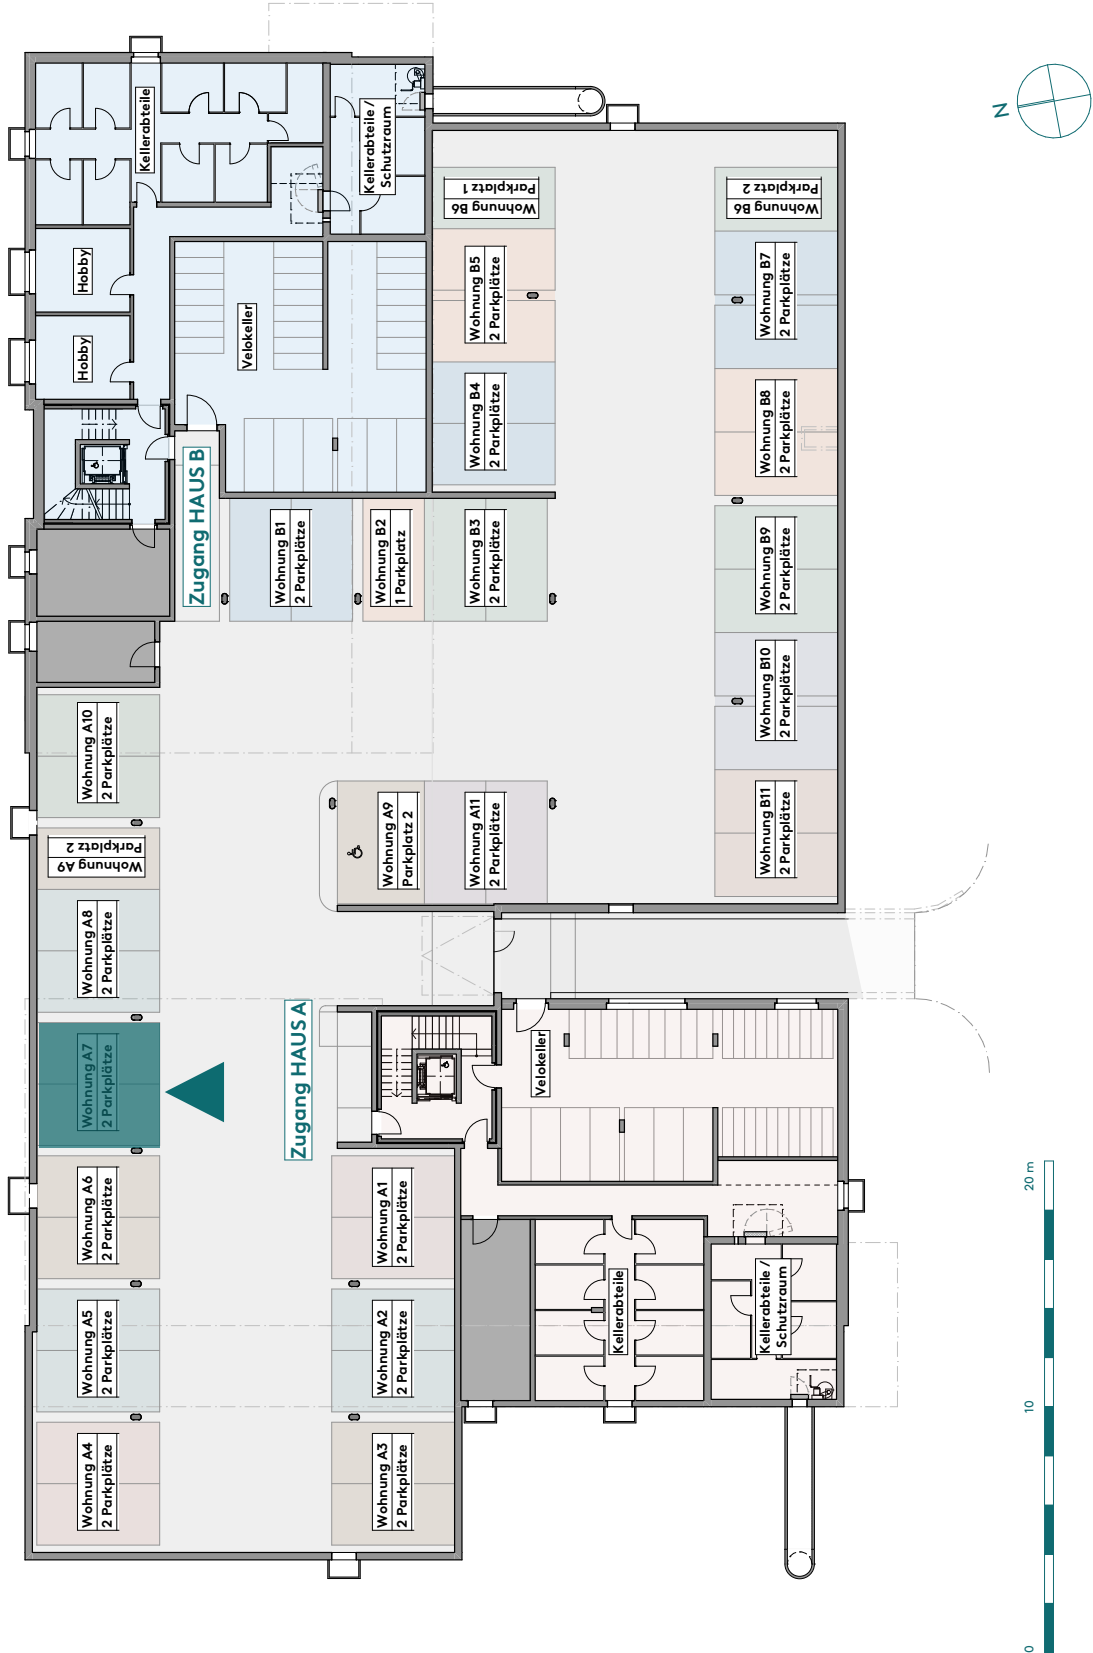 N
Kellerabteile
Kellerabteile /
Schutzraum
Hobby
Hobby
Velokeller
Wohnung B6
Parkplatz 1
Wohnung B6
Parkplatz 2
Wohnung B5
2 Parkplätze
Wohnung B7
2 Parkplätze
Wohnung B4
2 Parkplätze
Wohnung B8
2 Parkplätze
Zugang HAUS B
Wohnung B1
2 Parkplätze
Wohnung B2
1 Parkplatz
Wohnung B3
2 Parkplätze
Wohnung B9
2 Parkplätze
Wohnung B10
2 Parkplätze
Wohnung A10
2 Parkplätze
Wohnung A9
Parkplatz 2
Wohnung A9
Parkplatz 2
Wohnung A11
2 Parkplätze
Wohnung B11
2 Parkplätze
Wohnung A8
2 Parkplätze
Wohnung A7
2 Parkplätze
Zugang HAUS A
Velokeller
Wohnung A6
2 Parkplätze
Wohnung A1
2 Parkplätze
Wohnung A5
2 Parkplätze
Wohnung A2
2 Parkplätze
Kellerabteile
Kellerabteile /
Schutzraum
Wohnung A4
2 Parkplätze
Wohnung A3
2 Parkplätze
0
10
20 m